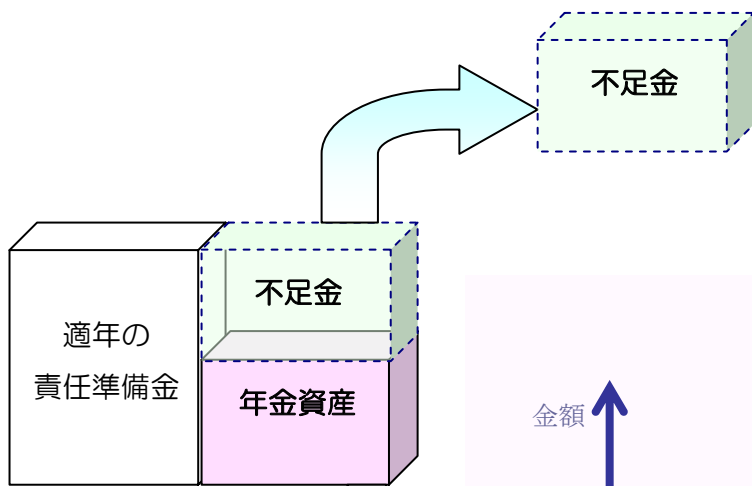 不足金
不足金
適年の
責任準備金
年金資産
金額